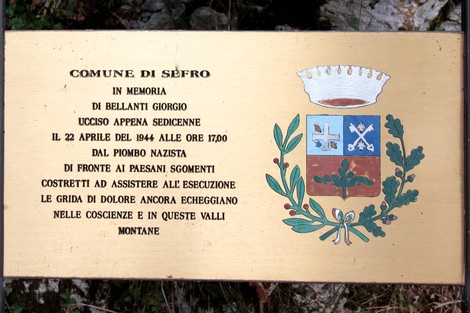 COMUNE DI SEFRO
IN MEMORIA
DI BELLANTI GIORGIO
UCCISO APPENA SEDICENNE
IL 22 APRILE DEL 1944 ALLE ORE 17,00
DAL PIOMBO NAZISTA
DI FRONTE AI PAESANI SGOMENTI
COSTRETTI AD ASSISTERE ALL'ESECUZIONE
LE GRIDA DI DOLORE ANCORA ECHEGGIANO
NELLE COSCIENZE E IN QUESTE VALLI
MONTANE